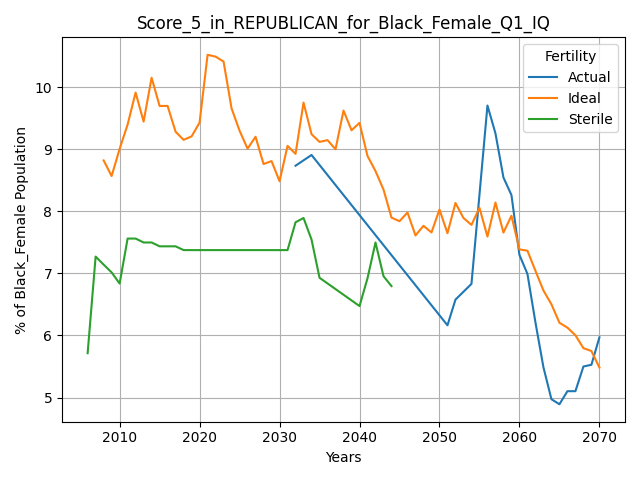 Score_5_in_REPUBLICAN_for_Black_Female_Q1_IQ
Fertility
Actual
Ideal
Sterile
% of Black_Female Population
10
9
8
7
6
5
2010 2020 2030 2040 2050 2060 2070
Years